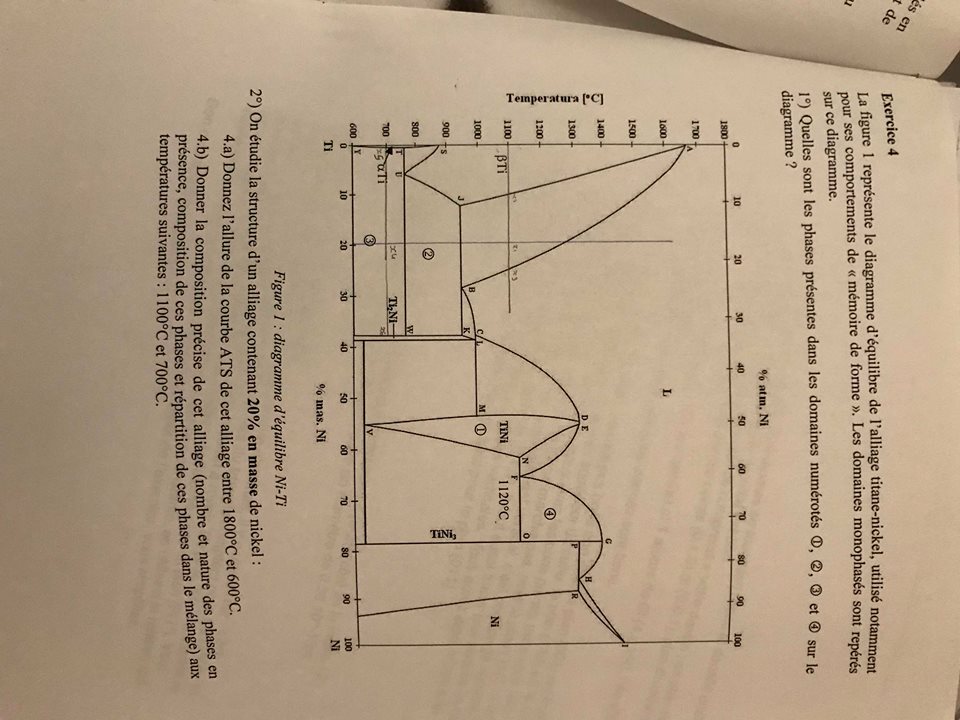 és en
t de
u
Exercice 4
La figure 1 représente le diagramme d'équilibre de l'alliage titane-nickel, utilisé notamment
pour ses comportements de « mémoire de forme ». Les domaines monophasés sont repérés
sur ce diagramme.
1°) Quelles sont les phases présentes dans les domaines numérotés ①, ②, ③ et ④ sur le
diagramme ?
% atm. Ni
0 10 20 30 40 50 60 70 80 90 100
Temperatura [°C]
1800
1700
1600
1500
1400
1300
1200
1100
1000
900
800
700
600
A
L
D E
G
I
H
P
R
F
N
O
④
1120°C
TiNi
①
M
C
L
K
B
J
βTi
S
②
U
T
W
Ti₂Ni
αTi
③
Y
V
TiNi₃
Ni
0 10 20 30 40 50 60 70 80 90 100
Ti
% mas. Ni
Ni
Figure 1 : diagramme d'équilibre Ni-Ti
2°) On étudie la structure d'un alliage contenant 20% en masse de nickel :
4.a) Donnez l'allure de la courbe ATS de cet alliage entre 1800°C et 600°C.
4.b) Donner la composition précise de cet alliage (nombre et nature des phases en
présence, composition de ces phases et répartition de ces phases dans le mélange) aux
températures suivantes : 1100°C et 700°C.